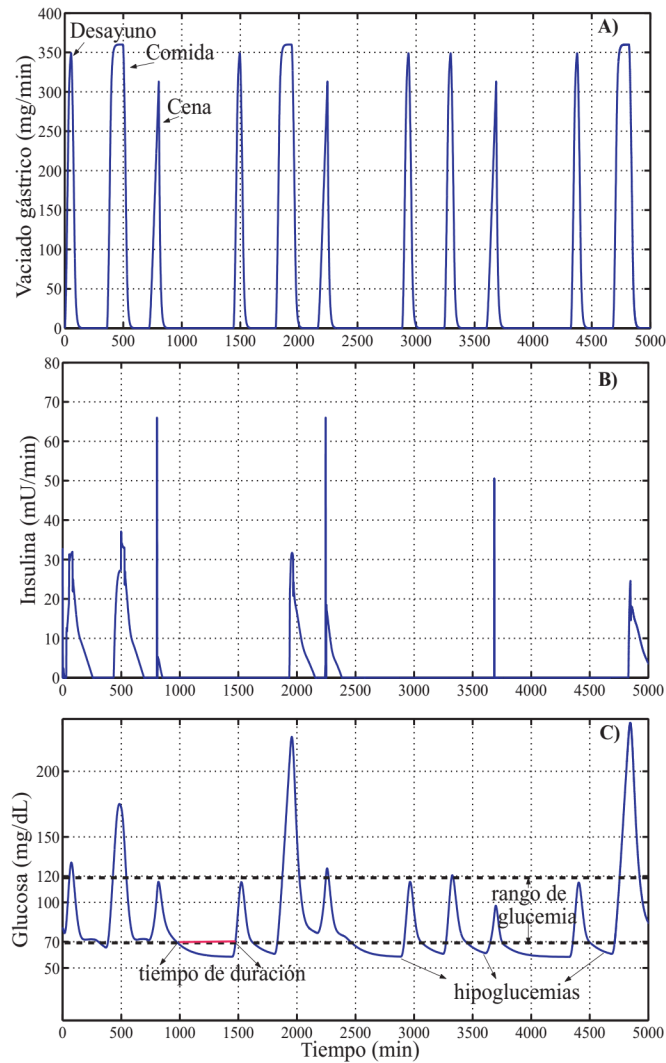 A)
Desayuno
Comida
Cena
Vaciado gástrico (mg/min)
400
350
300
250
200
150
100
50
0
0 500 1000 1500 2000 2500 3000 3500 4000 4500 5000
B)
Insulina (mU/min)
80
70
60
50
40
30
20
10
0
0 500 1000 1500 2000 2500 3000 3500 4000 4500 5000
C)
Glucosa (mg/dL)
200
150
120
100
70
50
rango de
glucemia
tiempo de duración
hipoglucemias
0 500 1000 1500 2000 2500 3000 3500 4000 4500 5000
Tiempo (min)